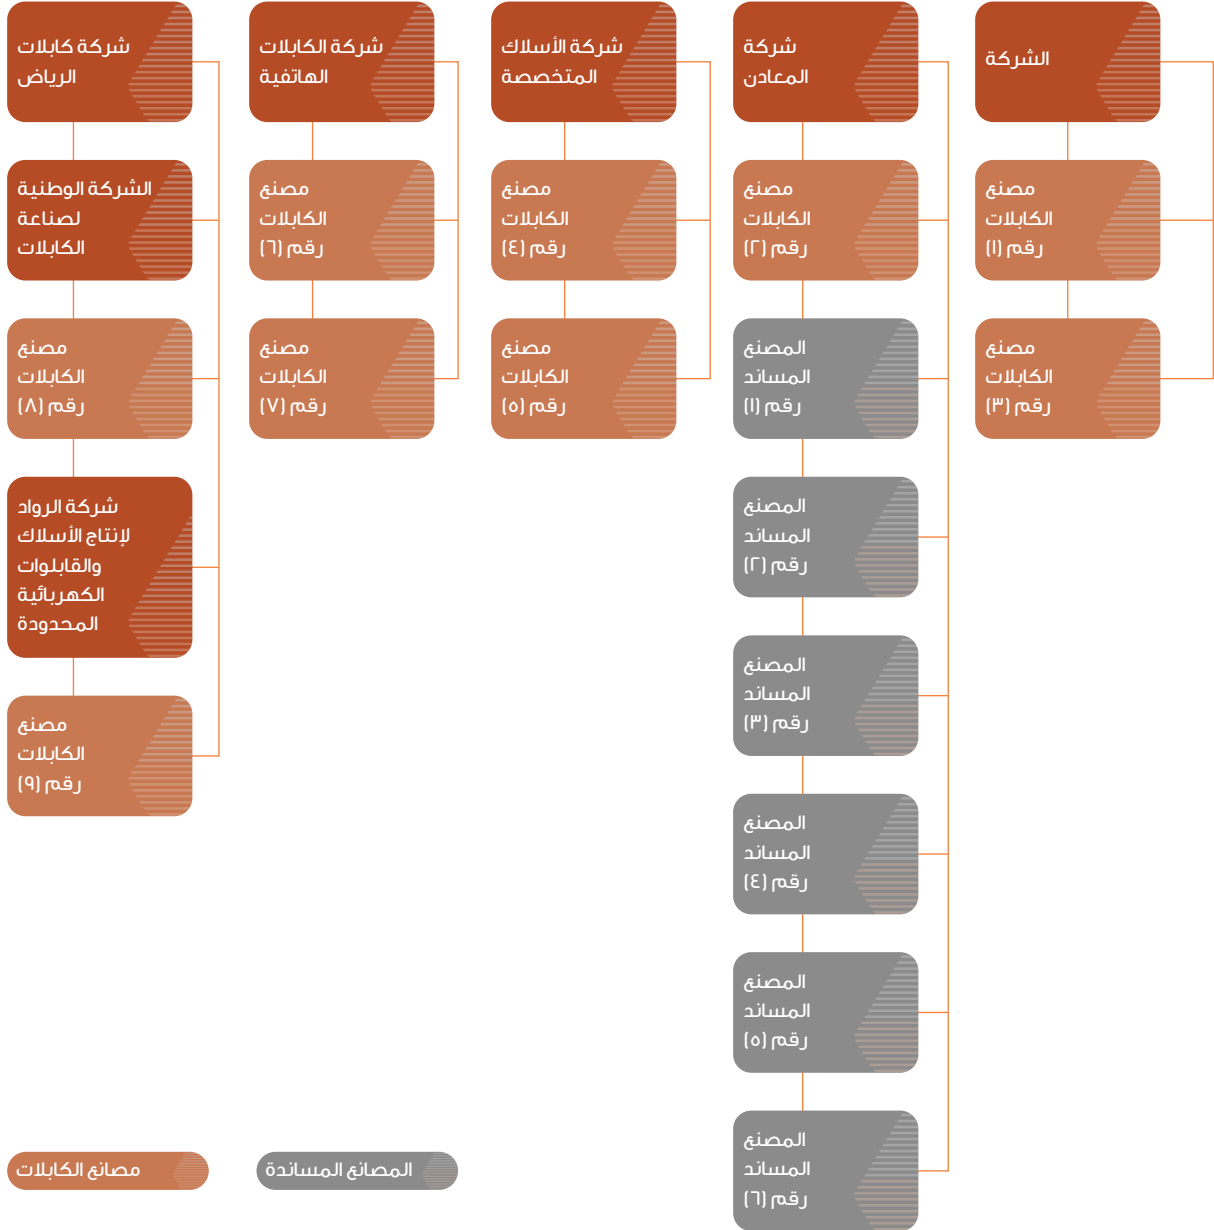 الشركة
مصنع
الكابلات
رقم (١)
مصنع
الكابلات
رقم (٣)
شركة
المعادن
مصنع
الكابلات
رقم (٢)
المصنع
المساند
رقم (١)
المصنع
المساند
رقم (٢)
المصنع
المساند
رقم (٣)
المصنع
المساند
رقم (٤)
المصنع
المساند
رقم (٥)
المصنع
المساند
رقم (٦)
شركة الأسلاك
المتخصصة
مصنع
الكابلات
رقم (٤)
مصنع
الكابلات
رقم (٥)
شركة الكابلات
الهاتفية
مصنع
الكابلات
رقم (٦)
مصنع
الكابلات
رقم (٧)
شركة كابلات
الرياض
الشركة الوطنية
لصناعة
الكابلات
مصنع
الكابلات
رقم (٨)
شركة الرواد
لإنتاج الأسلاك
والقابلوات
الكهربائية
المحدودة
مصنع
الكابلات
رقم (٩)
المصانع المساندة
مصانع الكابلات